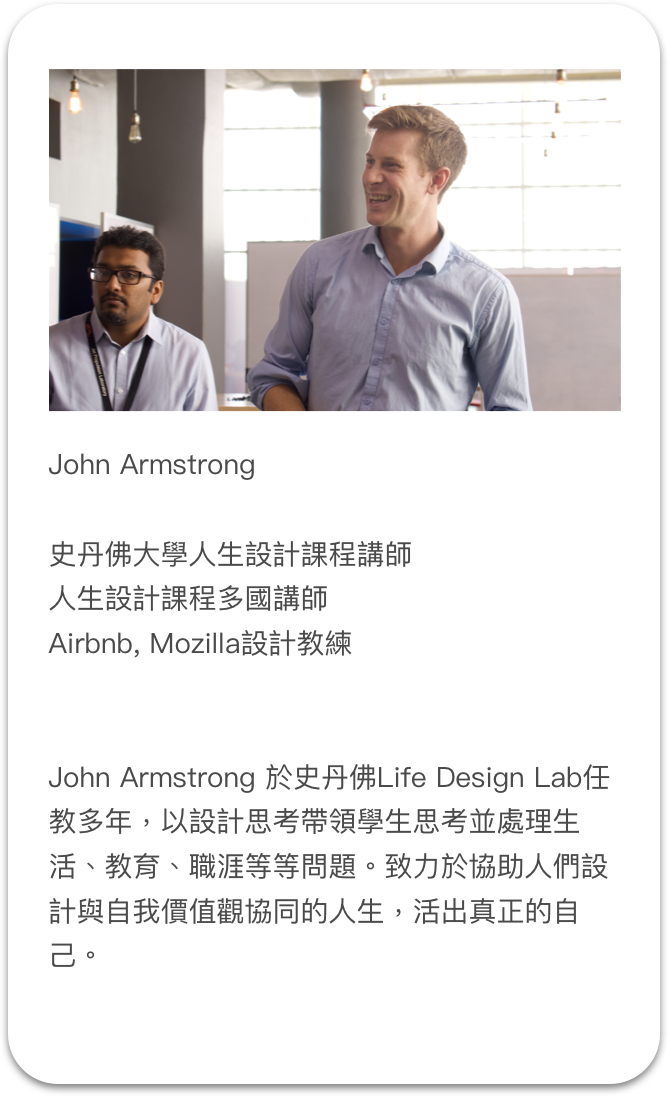 John Armstrong
史丹佛大學人生設計課程講師
人生設計課程多國講師
Airbnb, Mozilla設計教練
John Armstrong 於史丹佛Life Design Lab任
教多年，以設計思考帶領學生思考並處理生
活、教育、職涯等等問題。致力於協助人們設
計與自我價值觀協同的人生，活出真正的自
己。